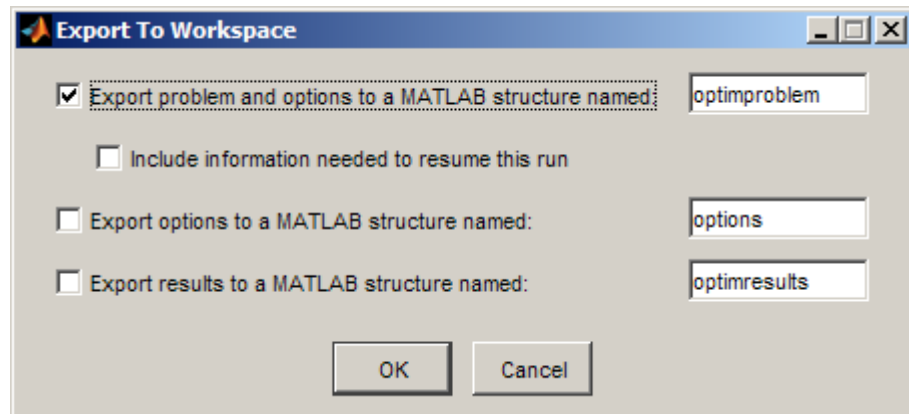 Export To Workspace
Export problem and options to a MATLAB structure named: optimproblem
Include information needed to resume this run
Export options to a MATLAB structure named: options
Export results to a MATLAB structure named: optimresults
OK Cancel